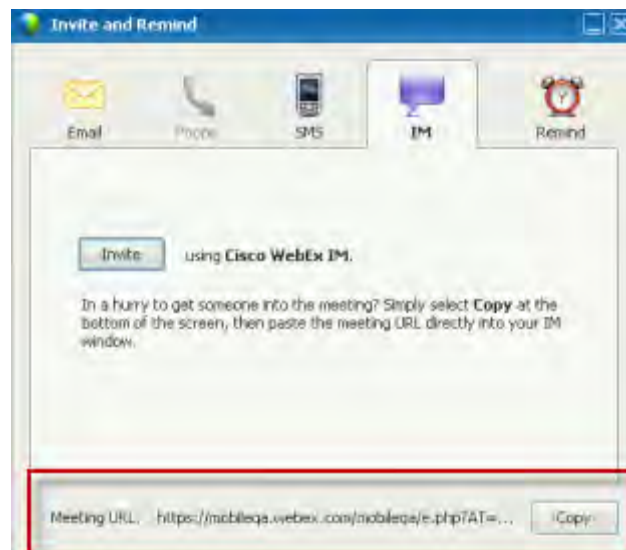 Invite and Remind
Email Phone SMS IM Remind
Invite using Cisco WebEx IM.
In a hurry to get someone into the meeting? Simply select Copy at the
bottom of the screen, then paste the meeting URL directly into your IM
window.
Meeting URL: https://mobileqa.webex.com/mobileqa/e.php?AT=... Copy